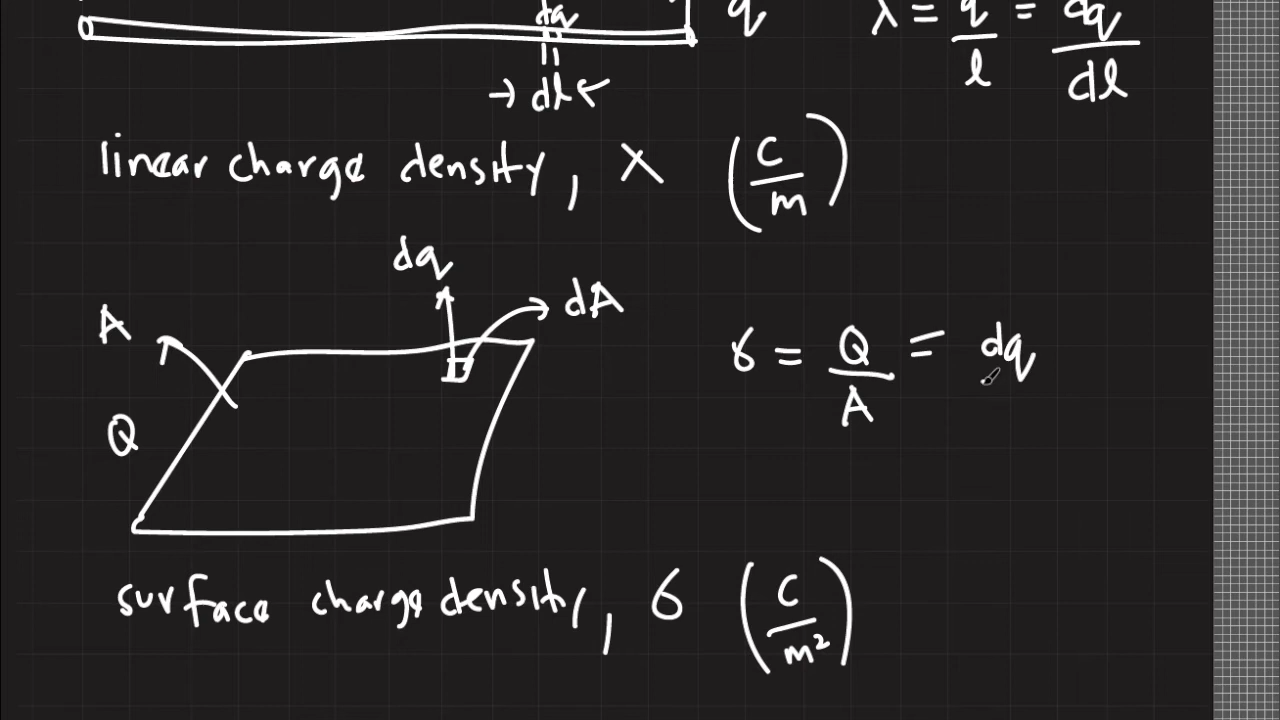 dq
q
λ = q/l = dq/dl
→ dl ←
linear charge density, λ (C/m)
dq
dA
A
σ = Q/A = dq
Q
surface charge density, σ (C/m²)